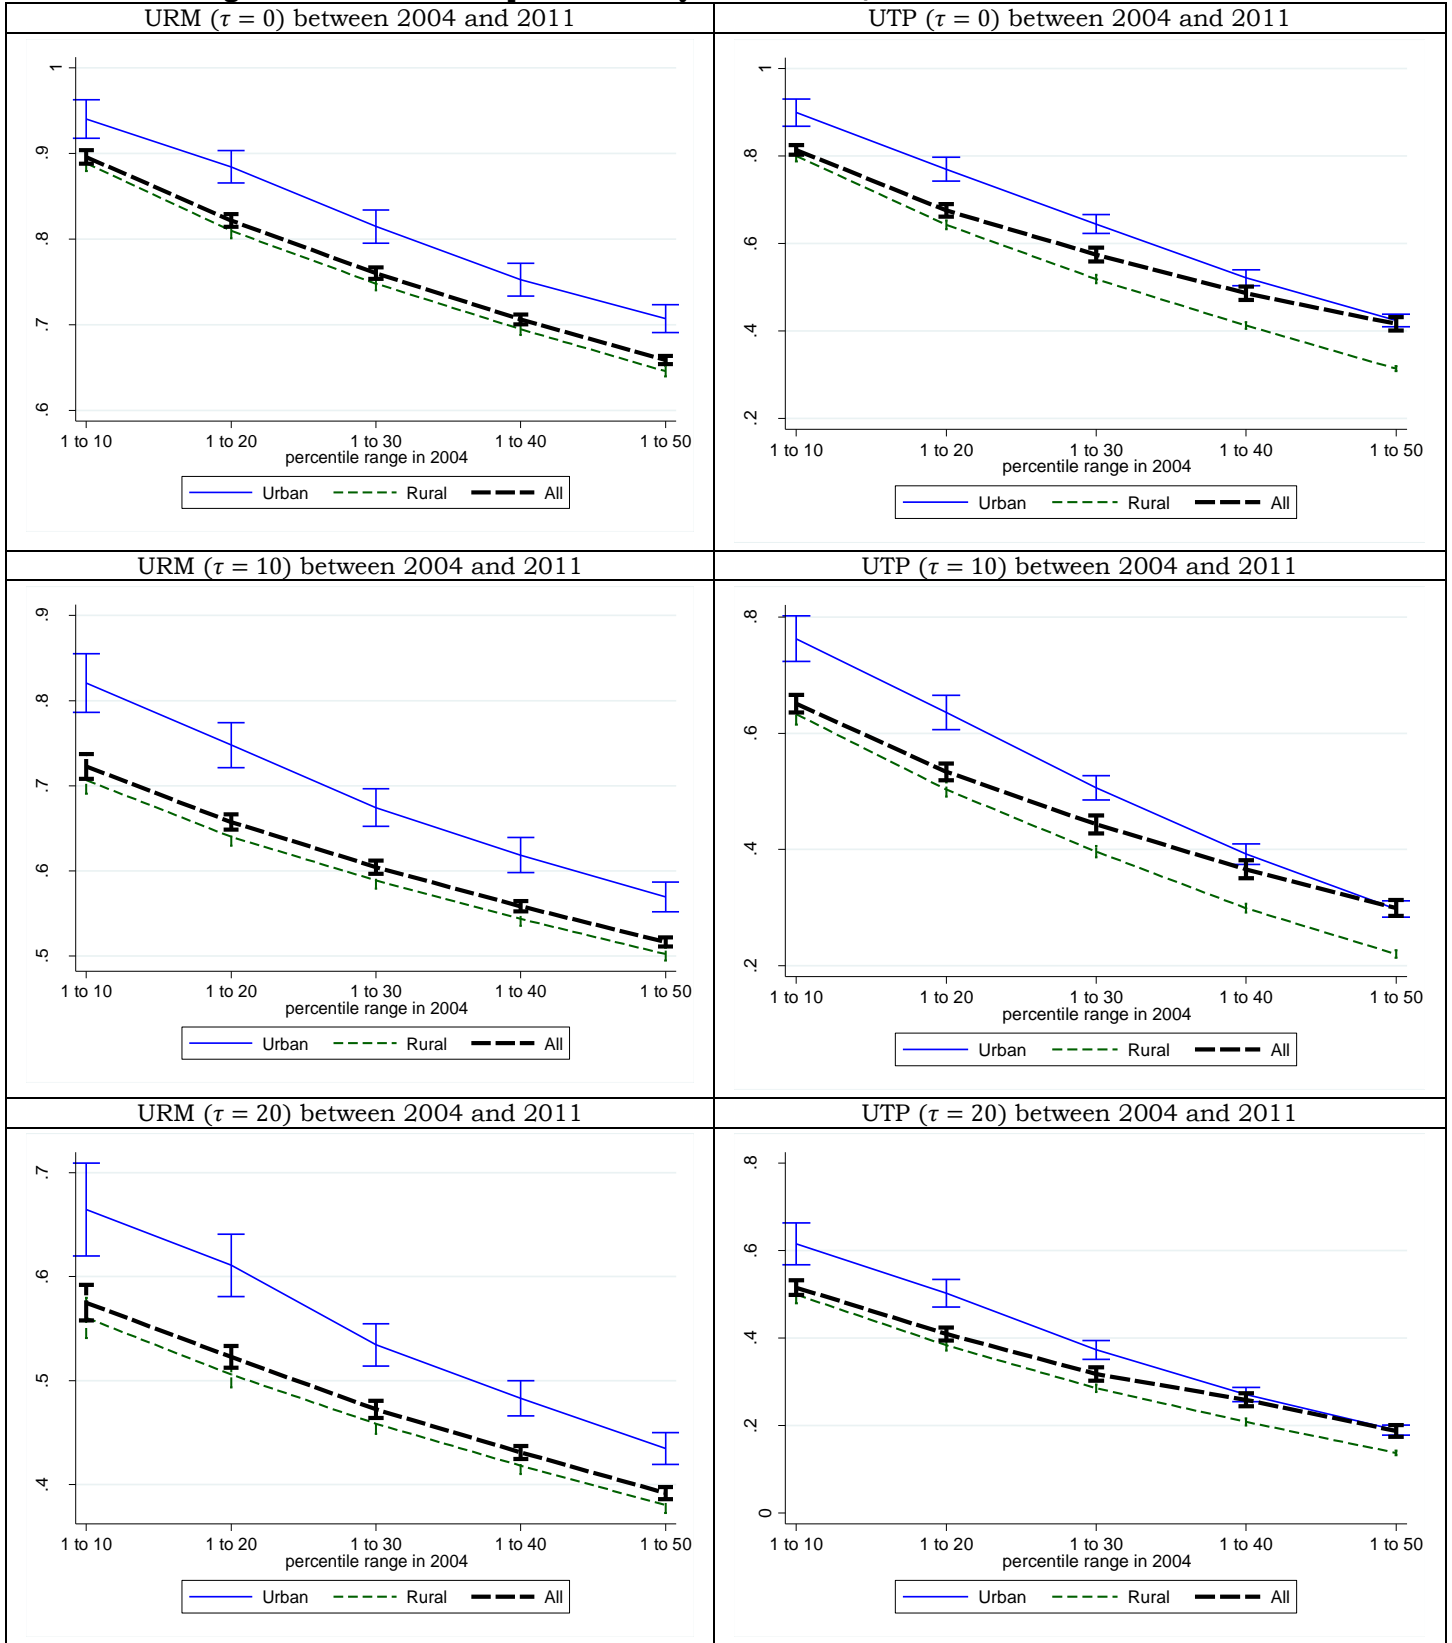 URM (τ = 0) between 2004 and 2011
1
.9
.8
.7
.6
1 to 10 1 to 20 1 to 30 1 to 40 1 to 50
percentile range in 2004
Urban Rural All
UTP (τ = 0) between 2004 and 2011
1
.8
.6
.4
.2
1 to 10 1 to 20 1 to 30 1 to 40 1 to 50
percentile range in 2004
Urban Rural All
URM (τ = 10) between 2004 and 2011
.9
.8
.7
.6
.5
1 to 10 1 to 20 1 to 30 1 to 40 1 to 50
percentile range in 2004
Urban Rural All
UTP (τ = 10) between 2004 and 2011
.8
.6
.4
.2
1 to 10 1 to 20 1 to 30 1 to 40 1 to 50
percentile range in 2004
Urban Rural All
URM (τ = 20) between 2004 and 2011
.7
.6
.5
.4
1 to 10 1 to 20 1 to 30 1 to 40 1 to 50
percentile range in 2004
Urban Rural All
UTP (τ = 20) between 2004 and 2011
.8
.6
.4
.2
0
1 to 10 1 to 20 1 to 30 1 to 40 1 to 50
percentile range in 2004
Urban Rural All